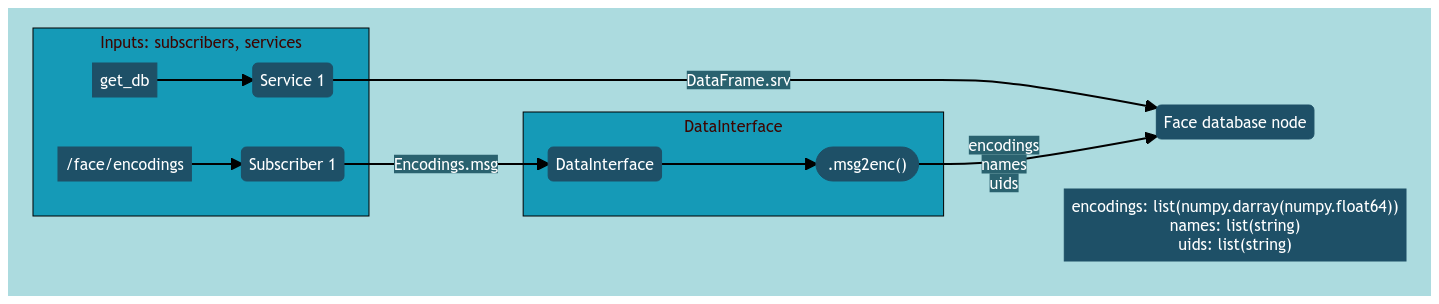 Inputs: subscribers, services
get_db
Service 1
DataFrame.srv
Face database node
/face/encodings
Subscriber 1
Encodings.msg
DataInterface
DataInterface
.msg2enc()
encodings
names
uids
encodings: list(numpy.darray(numpy.float64))
names: list(string)
uids: list(string)